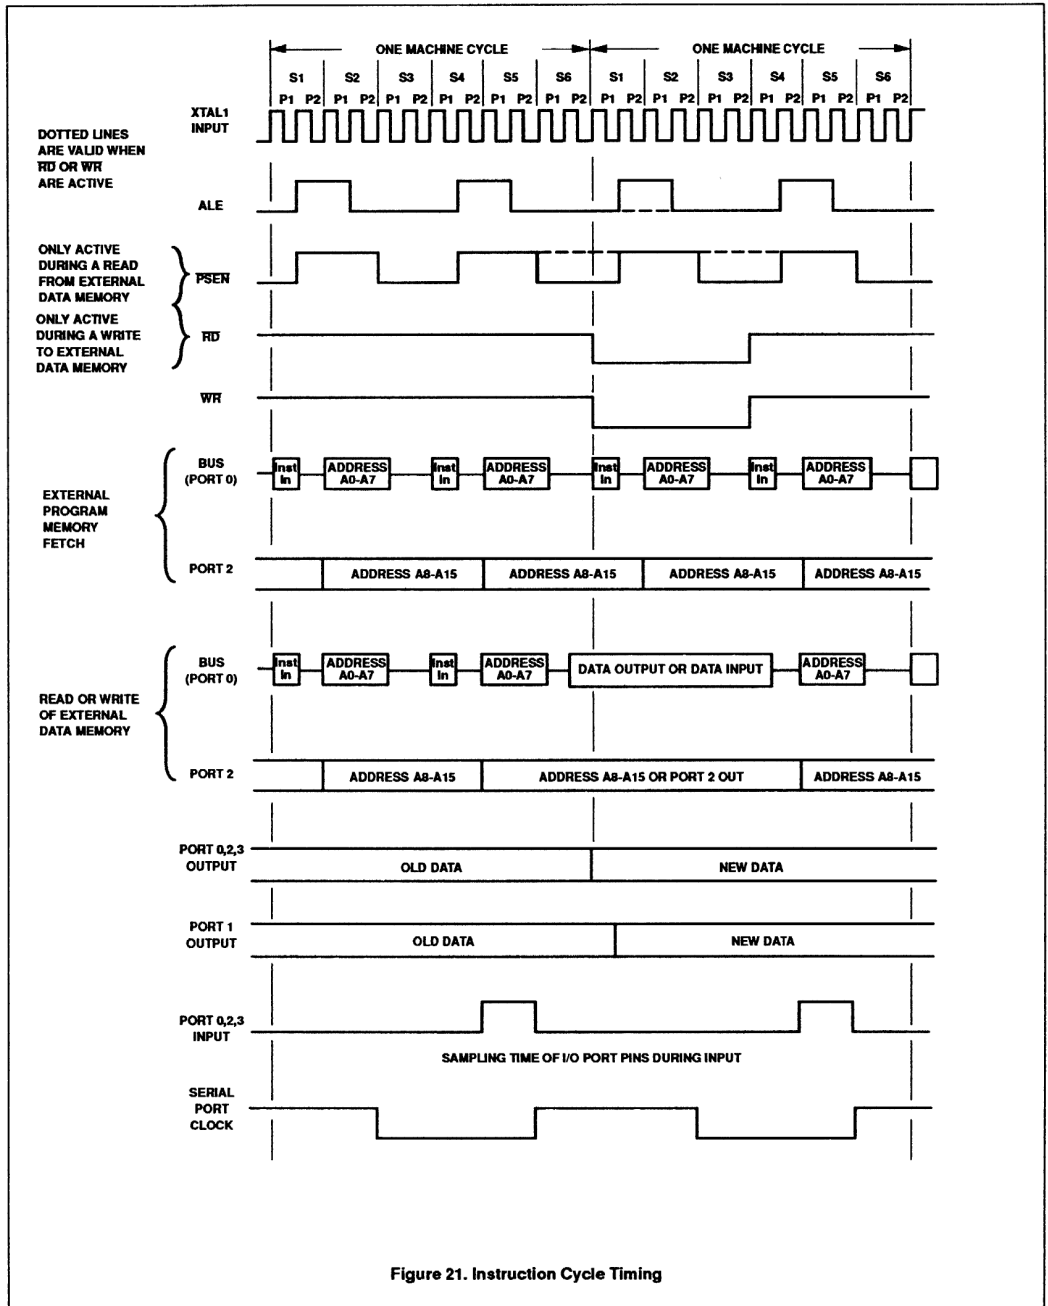 ONE MACHINE CYCLE ONE MACHINE CYCLE
S1 S2 S3 S4 S5 S6 S1 S2 S3 S4 S5 S6
P1 P2 P1 P2 P1 P2 P1 P2 P1 P2 P1 P2 P1 P2 P1 P2 P1 P2 P1 P2 P1 P2 P1 P2
XTAL1
INPUT
DOTTED LINES
ARE VALID WHEN
RD OR WR
ARE ACTIVE
ALE
ONLY ACTIVE
DURING A READ
FROM EXTERNAL
DATA MEMORY
PSEN
ONLY ACTIVE
DURING A WRITE
TO EXTERNAL
DATA MEMORY
RD
WR
EXTERNAL
PROGRAM
MEMORY
FETCH
BUS
(PORT 0)
Inst
In
ADDRESS
A0-A7
Inst
In
ADDRESS
A0-A7
Inst
In
ADDRESS
A0-A7
Inst
In
ADDRESS
A0-A7
PORT 2
ADDRESS A8-A15 ADDRESS A8-A15 ADDRESS A8-A15 ADDRESS A8-A15
READ OR WRITE
OF EXTERNAL
DATA MEMORY
BUS
(PORT 0)
Inst
In
ADDRESS
A0-A7
Inst
In
ADDRESS
A0-A7
DATA OUTPUT OR DATA INPUT
ADDRESS
A0-A7
PORT 2
ADDRESS A8-A15 ADDRESS A8-A15 OR PORT 2 OUT ADDRESS A8-A15
PORT 0,2,3
OUTPUT
OLD DATA NEW DATA
PORT 1
OUTPUT
OLD DATA NEW DATA
PORT 0,2,3
INPUT
SAMPLING TIME OF I/O PORT PINS DURING INPUT
SERIAL
PORT
CLOCK
Figure 21. Instruction Cycle Timing